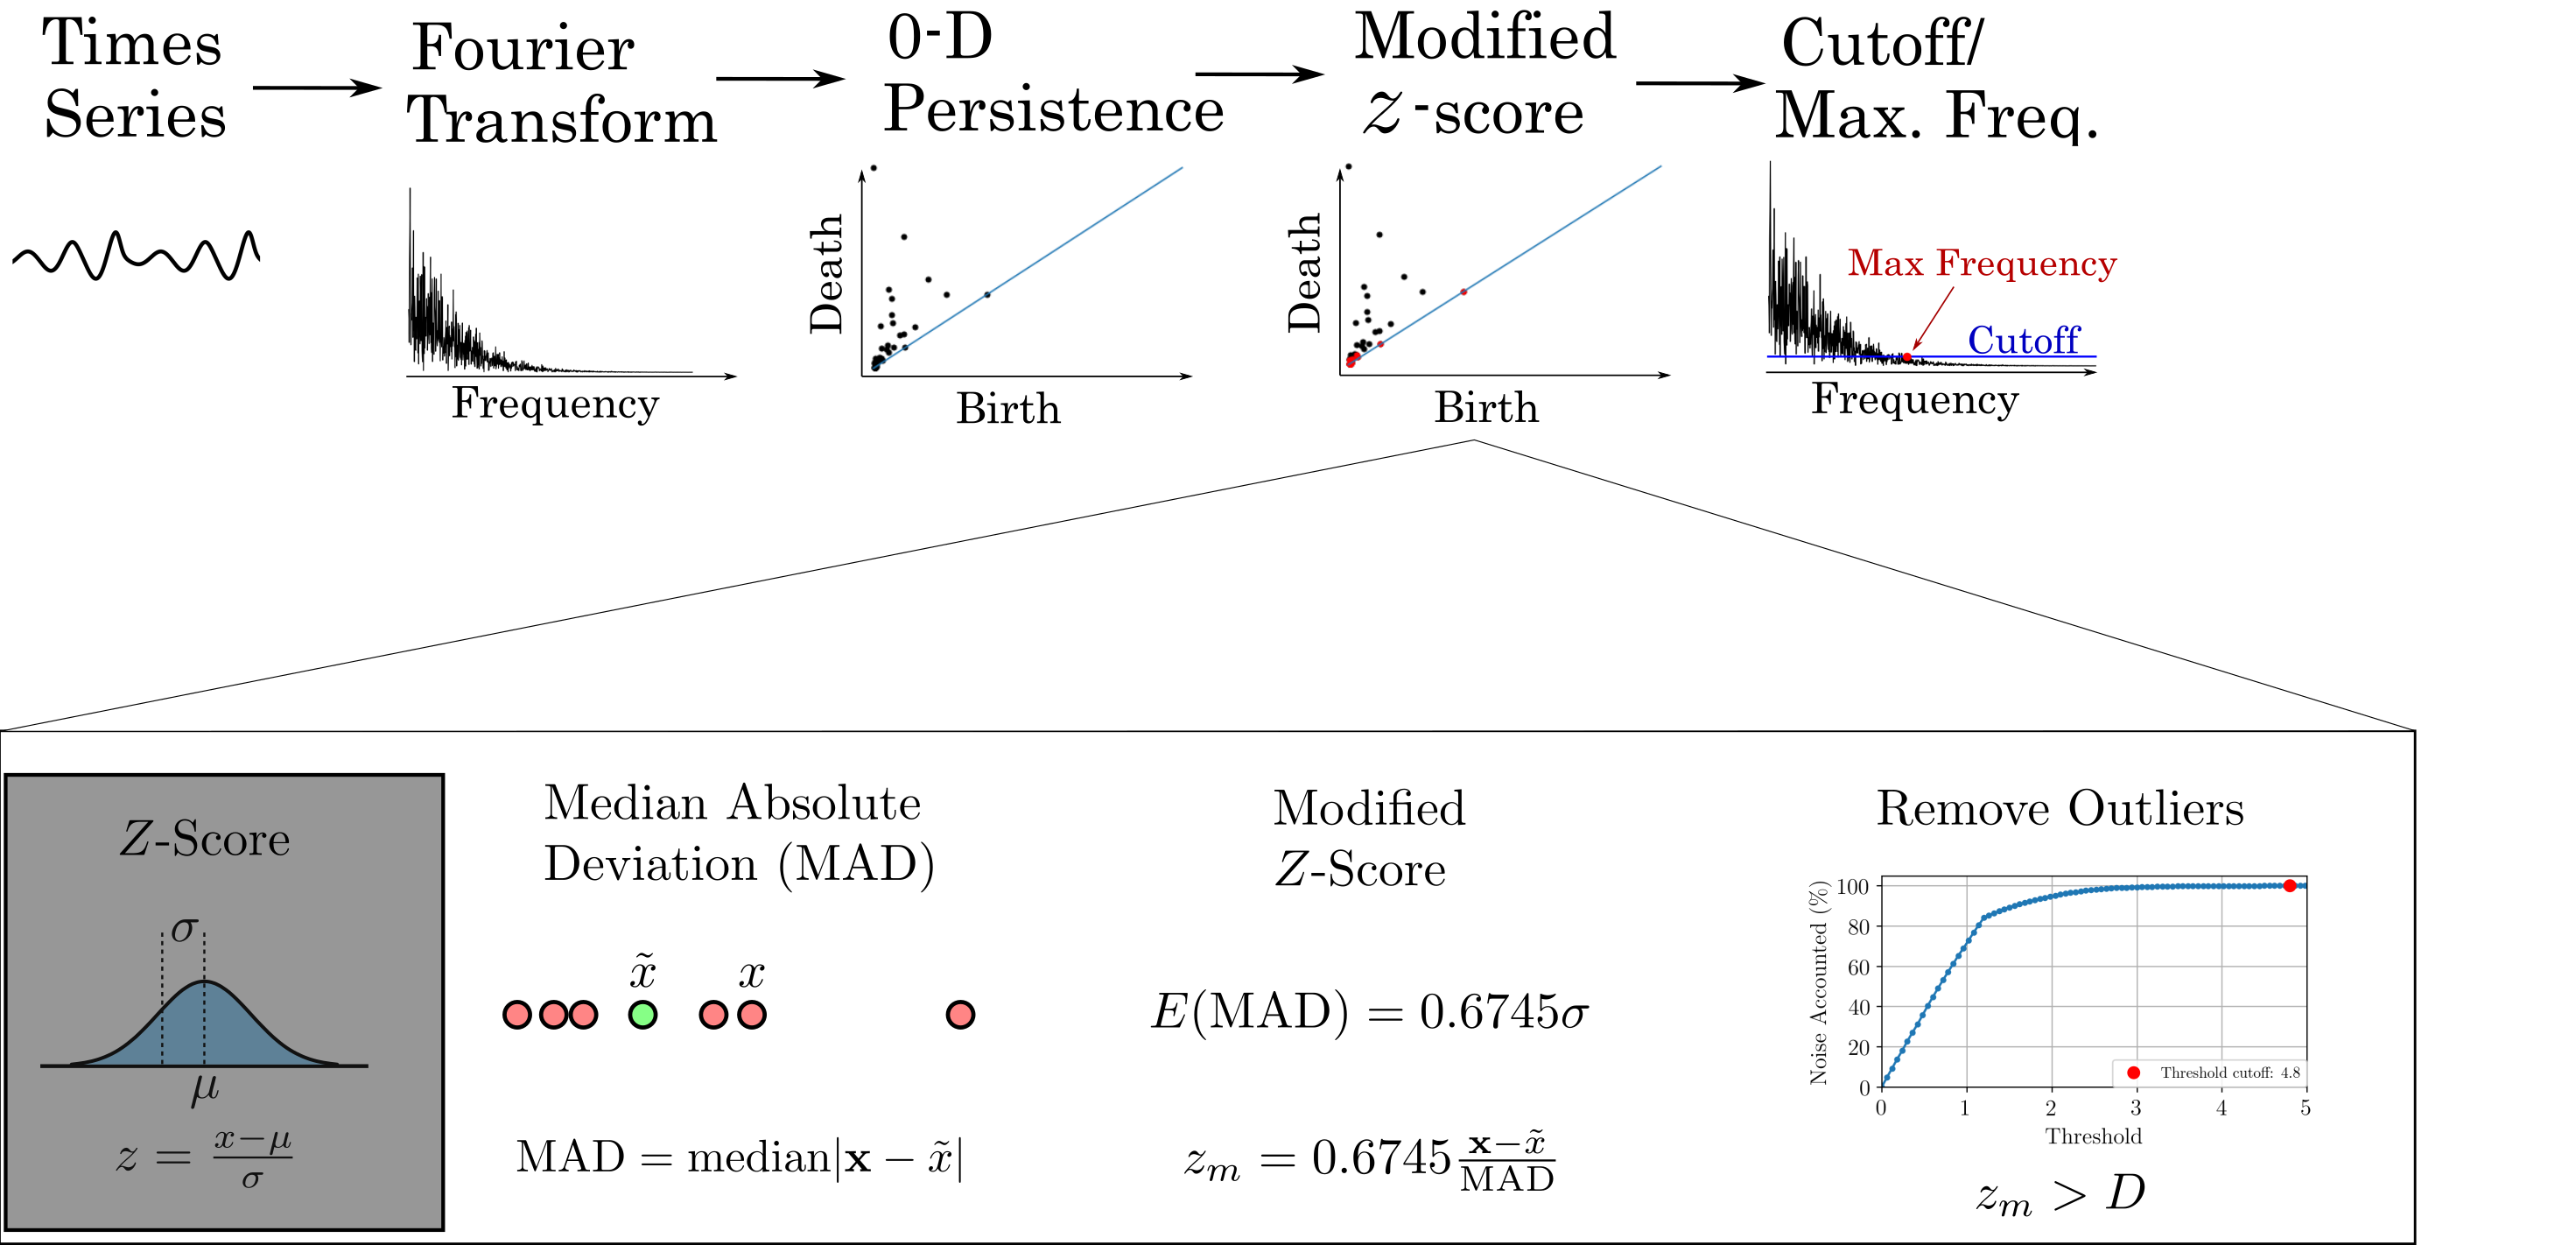 Times
Series
Fourier
Transform
0-D
Persistence
Modified
z-score
Cutoff/
Max. Freq.
Frequency
Death
Birth
Death
Birth
Max Frequency
Cutoff
Frequency
Z-Score
σ
μ
z = (x−μ)/σ
Median Absolute
Deviation (MAD)
x̃ x
MAD = median|𝐱 − x̃|
Modified
Z-Score
E(MAD) = 0.6745σ
zₘ = 0.6745 (𝐱−x̃)/MAD
Remove Outliers
Noise Accounted (%)
100
80
60
40
20
0
Threshold cutoff: 4.8
0 1 2 3 4 5
Threshold
zₘ > D